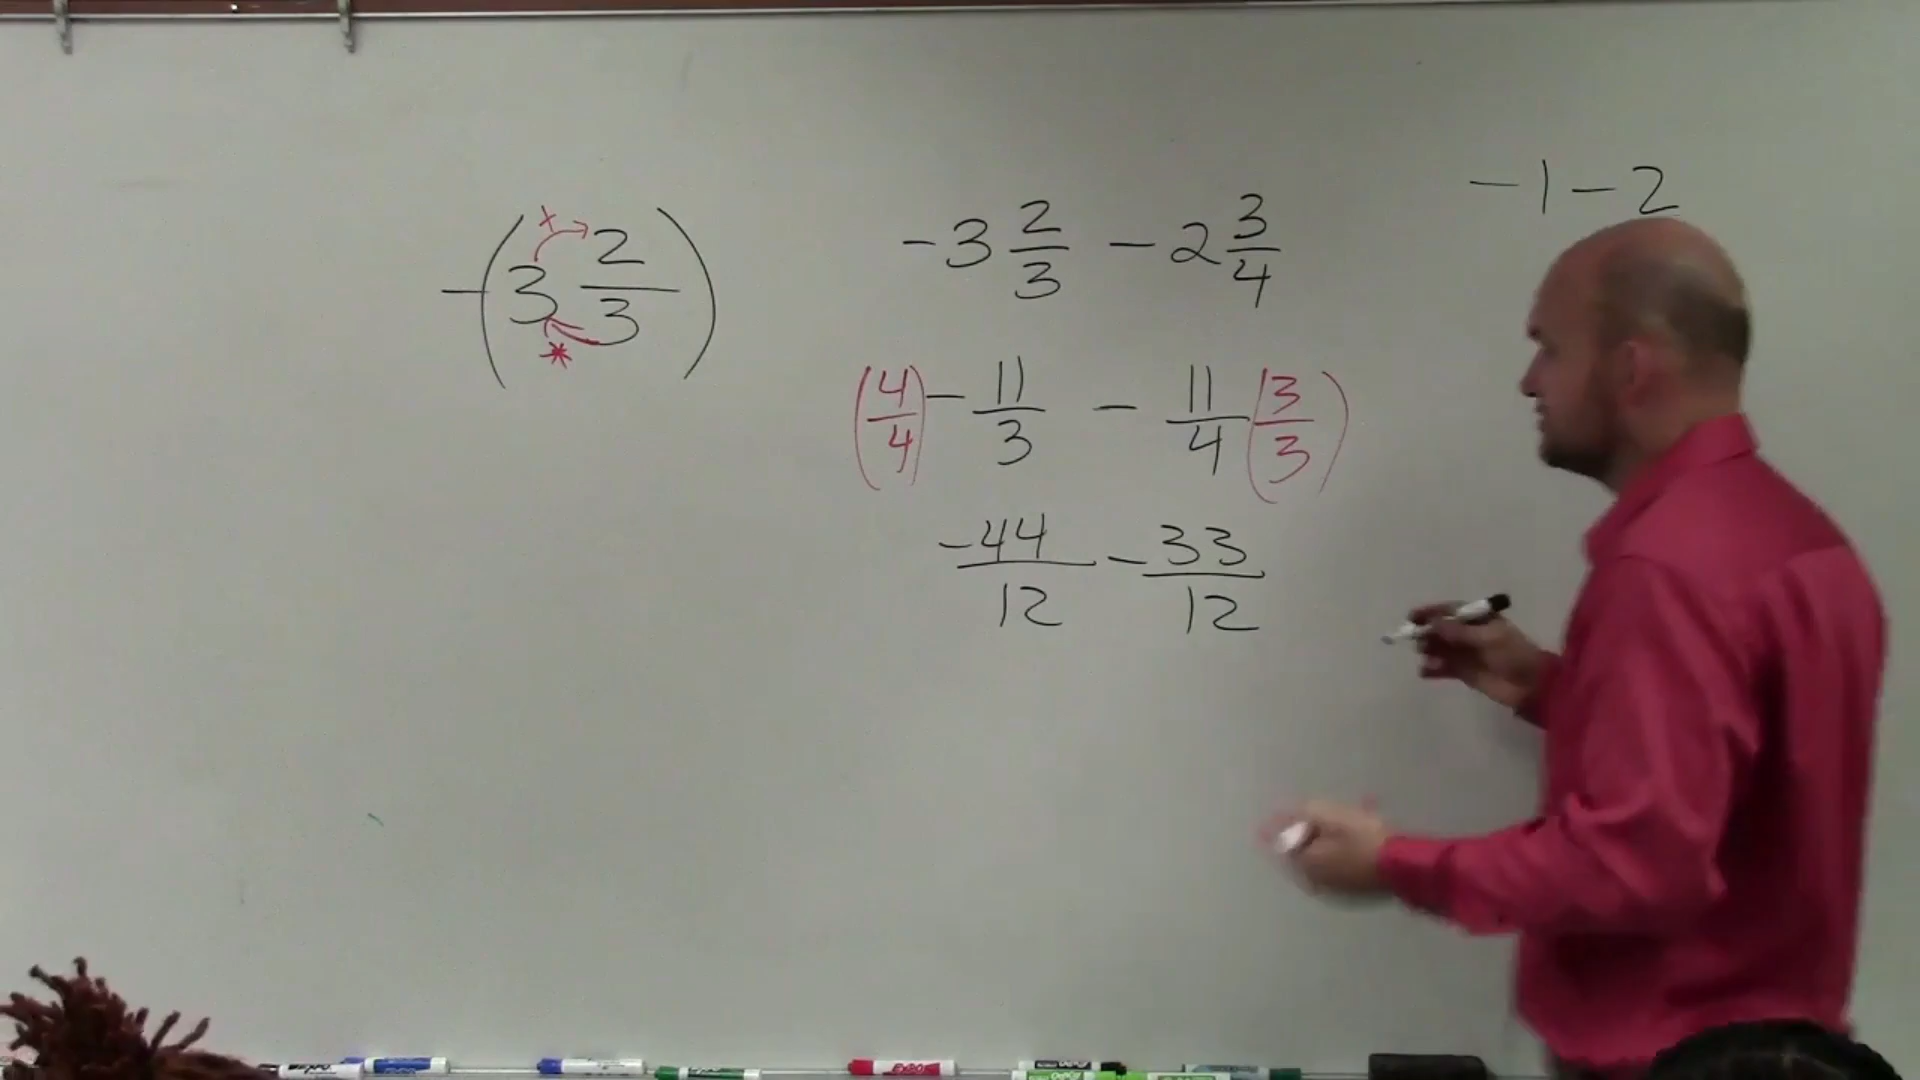 -(3 2/3)
+
*
-3 2/3 - 2 3/4
(4/4) - 11/3 - 11/4 (3/3)
-44/12 - 33/12
-1-2
EXPO